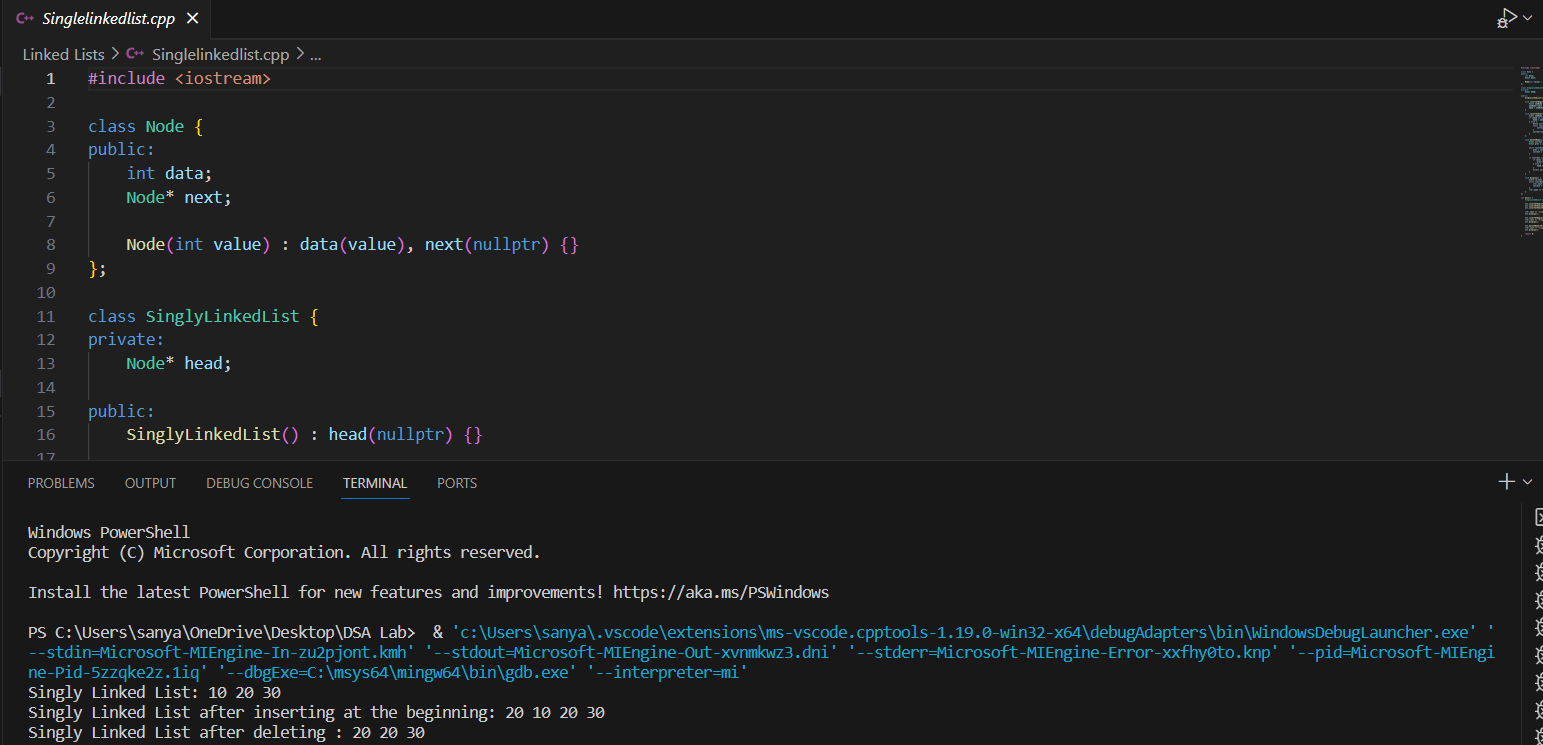 C++ Singlelinkedlist.cpp ✕
Linked Lists > C++ Singlelinkedlist.cpp > ...
1 #include <iostream>
2
3 class Node {
4 public:
5     int data;
6     Node* next;
7
8     Node(int value) : data(value), next(nullptr) {}
9 };
10
11 class SinglyLinkedList {
12 private:
13     Node* head;
14
15 public:
16     SinglyLinkedList() : head(nullptr) {}
17
PROBLEMS OUTPUT DEBUG CONSOLE TERMINAL PORTS
Windows PowerShell
Copyright (C) Microsoft Corporation. All rights reserved.
Install the latest PowerShell for new features and improvements! https://aka.ms/PSWindows
PS C:\Users\sanya\OneDrive\Desktop\DSA Lab>  & 'c:\Users\sanya\.vscode\extensions\ms-vscode.cpptools-1.19.0-win32-x64\debugAdapters\bin\WindowsDebugLauncher.exe' '
--stdin=Microsoft-MIEngine-In-zu2pjont.kmh' '--stdout=Microsoft-MIEngine-Out-xvnmkwz3.dni' '--stderr=Microsoft-MIEngine-Error-xxfhy0to.knp' '--pid=Microsoft-MIEngi
ne-Pid-5zzqke2z.1iq' '--dbgExe=C:\msys64\mingw64\bin\gdb.exe' '--interpreter=mi'
Singly Linked List: 10 20 30
Singly Linked List after inserting at the beginning: 20 10 20 30
Singly Linked List after deleting : 20 20 30